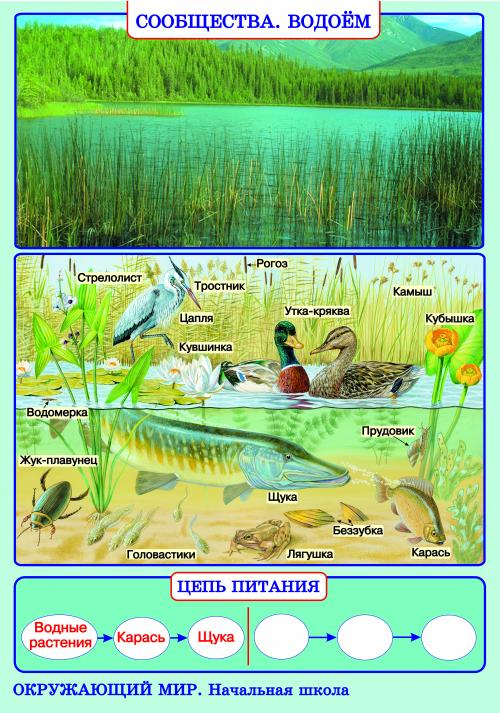 СООБЩЕСТВА. ВОДОЁМ
Рогоз
Стрелолист
Тростник
Камыш
Цапля
Утка-кряква
Кубышка
Кувшинка
Водомерка
Прудовик
Жук-плавунец
Щука
Беззубка
Головастики
Лягушка
Карась
ЦЕПЬ ПИТАНИЯ
Водные
растения
Карась
Щука
ОКРУЖАЮЩИЙ МИР. Начальная школа